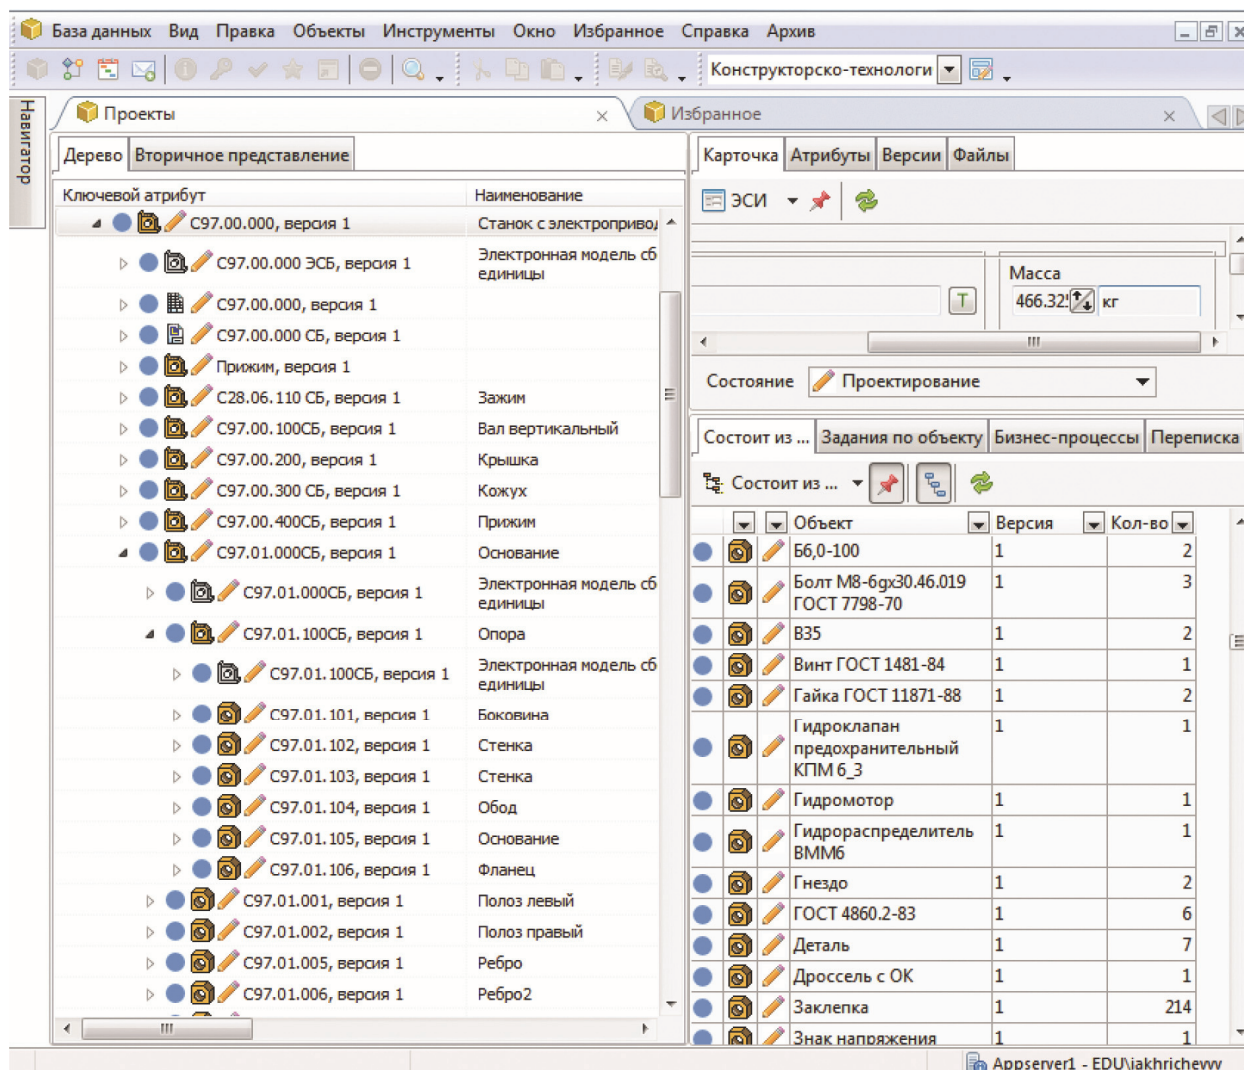 База данных Вид Правка Объекты Инструменты Окно Избранное Справка Архив
Конструкторско-технологи
Навигатор
Проекты
Избранное
Дерево Вторичное представление
Ключевой атрибут Наименование
С97.00.000, версия 1 Станок с электропривод
С97.00.000 ЭСБ, версия 1 Электронная модель сб
единицы
С97.00.000, версия 1
С97.00.000 СБ, версия 1
Прижим, версия 1
С28.06.110 СБ, версия 1 Зажим
С97.00.100СБ, версия 1 Вал вертикальный
С97.00.200, версия 1 Крышка
С97.00.300 СБ, версия 1 Кожух
С97.00.400СБ, версия 1 Прижим
С97.01.000СБ, версия 1 Основание
С97.01.000СБ, версия 1 Электронная модель сб
единицы
С97.01.100СБ, версия 1 Опора
С97.01.100СБ, версия 1 Электронная модель сб
единицы
С97.01.101, версия 1 Боковина
С97.01.102, версия 1 Стенка
С97.01.103, версия 1 Стенка
С97.01.104, версия 1 Обод
С97.01.105, версия 1 Основание
С97.01.106, версия 1 Фланец
С97.01.001, версия 1 Полоз левый
С97.01.002, версия 1 Полоз правый
С97.01.005, версия 1 Ребро
С97.01.006, версия 1 Ребро2
Карточка Атрибуты Версии Файлы
ЭСИ
Масса
T 466.32 кг
Состояние Проектирование
Состоит из ... Задания по объекту Бизнес-процессы Переписка
Состоит из ...
Объект Версия Кол-во
Б6,0-100 1 2
Болт М8-6gx30.46.019 1 3
ГОСТ 7798-70
В35 1 2
Винт ГОСТ 1481-84 1 1
Гайка ГОСТ 11871-88 1 2
Гидроклапан 1 1
предохранительный
КПМ 6_3
Гидромотор 1 1
Гидрораспределитель 1 1
ВММ6
Гнездо 1 2
ГОСТ 4860.2-83 1 6
Деталь 1 7
Дроссель с ОК 1 1
Заклепка 1 214
Знак напряжения 1 1
Appserver1 - EDU\iakhrichevvv